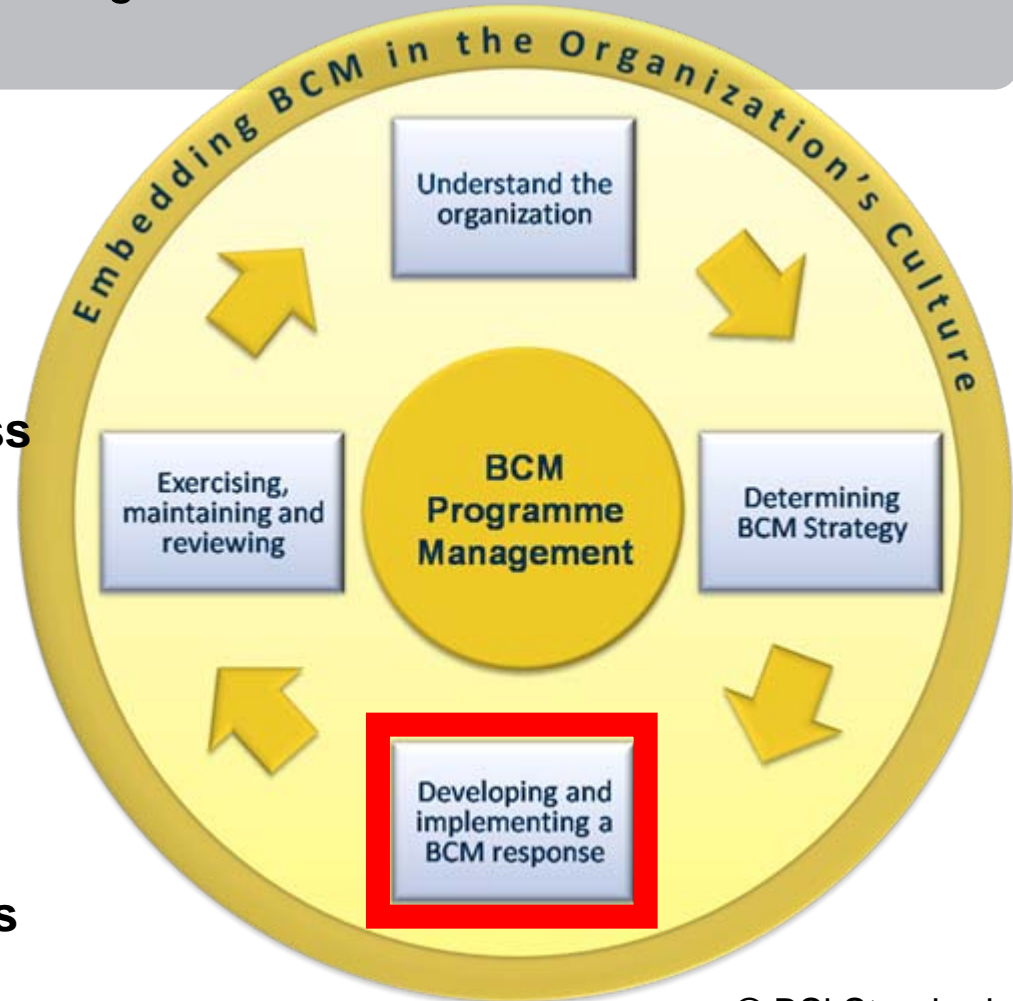 g
Embedding BCM in the Organization's Culture
Understand the
organization
ss
Exercising,
maintaining and
reviewing
BCM
Programme
Management
Determining
BCM Strategy
Developing and
implementing a
BCM response
s